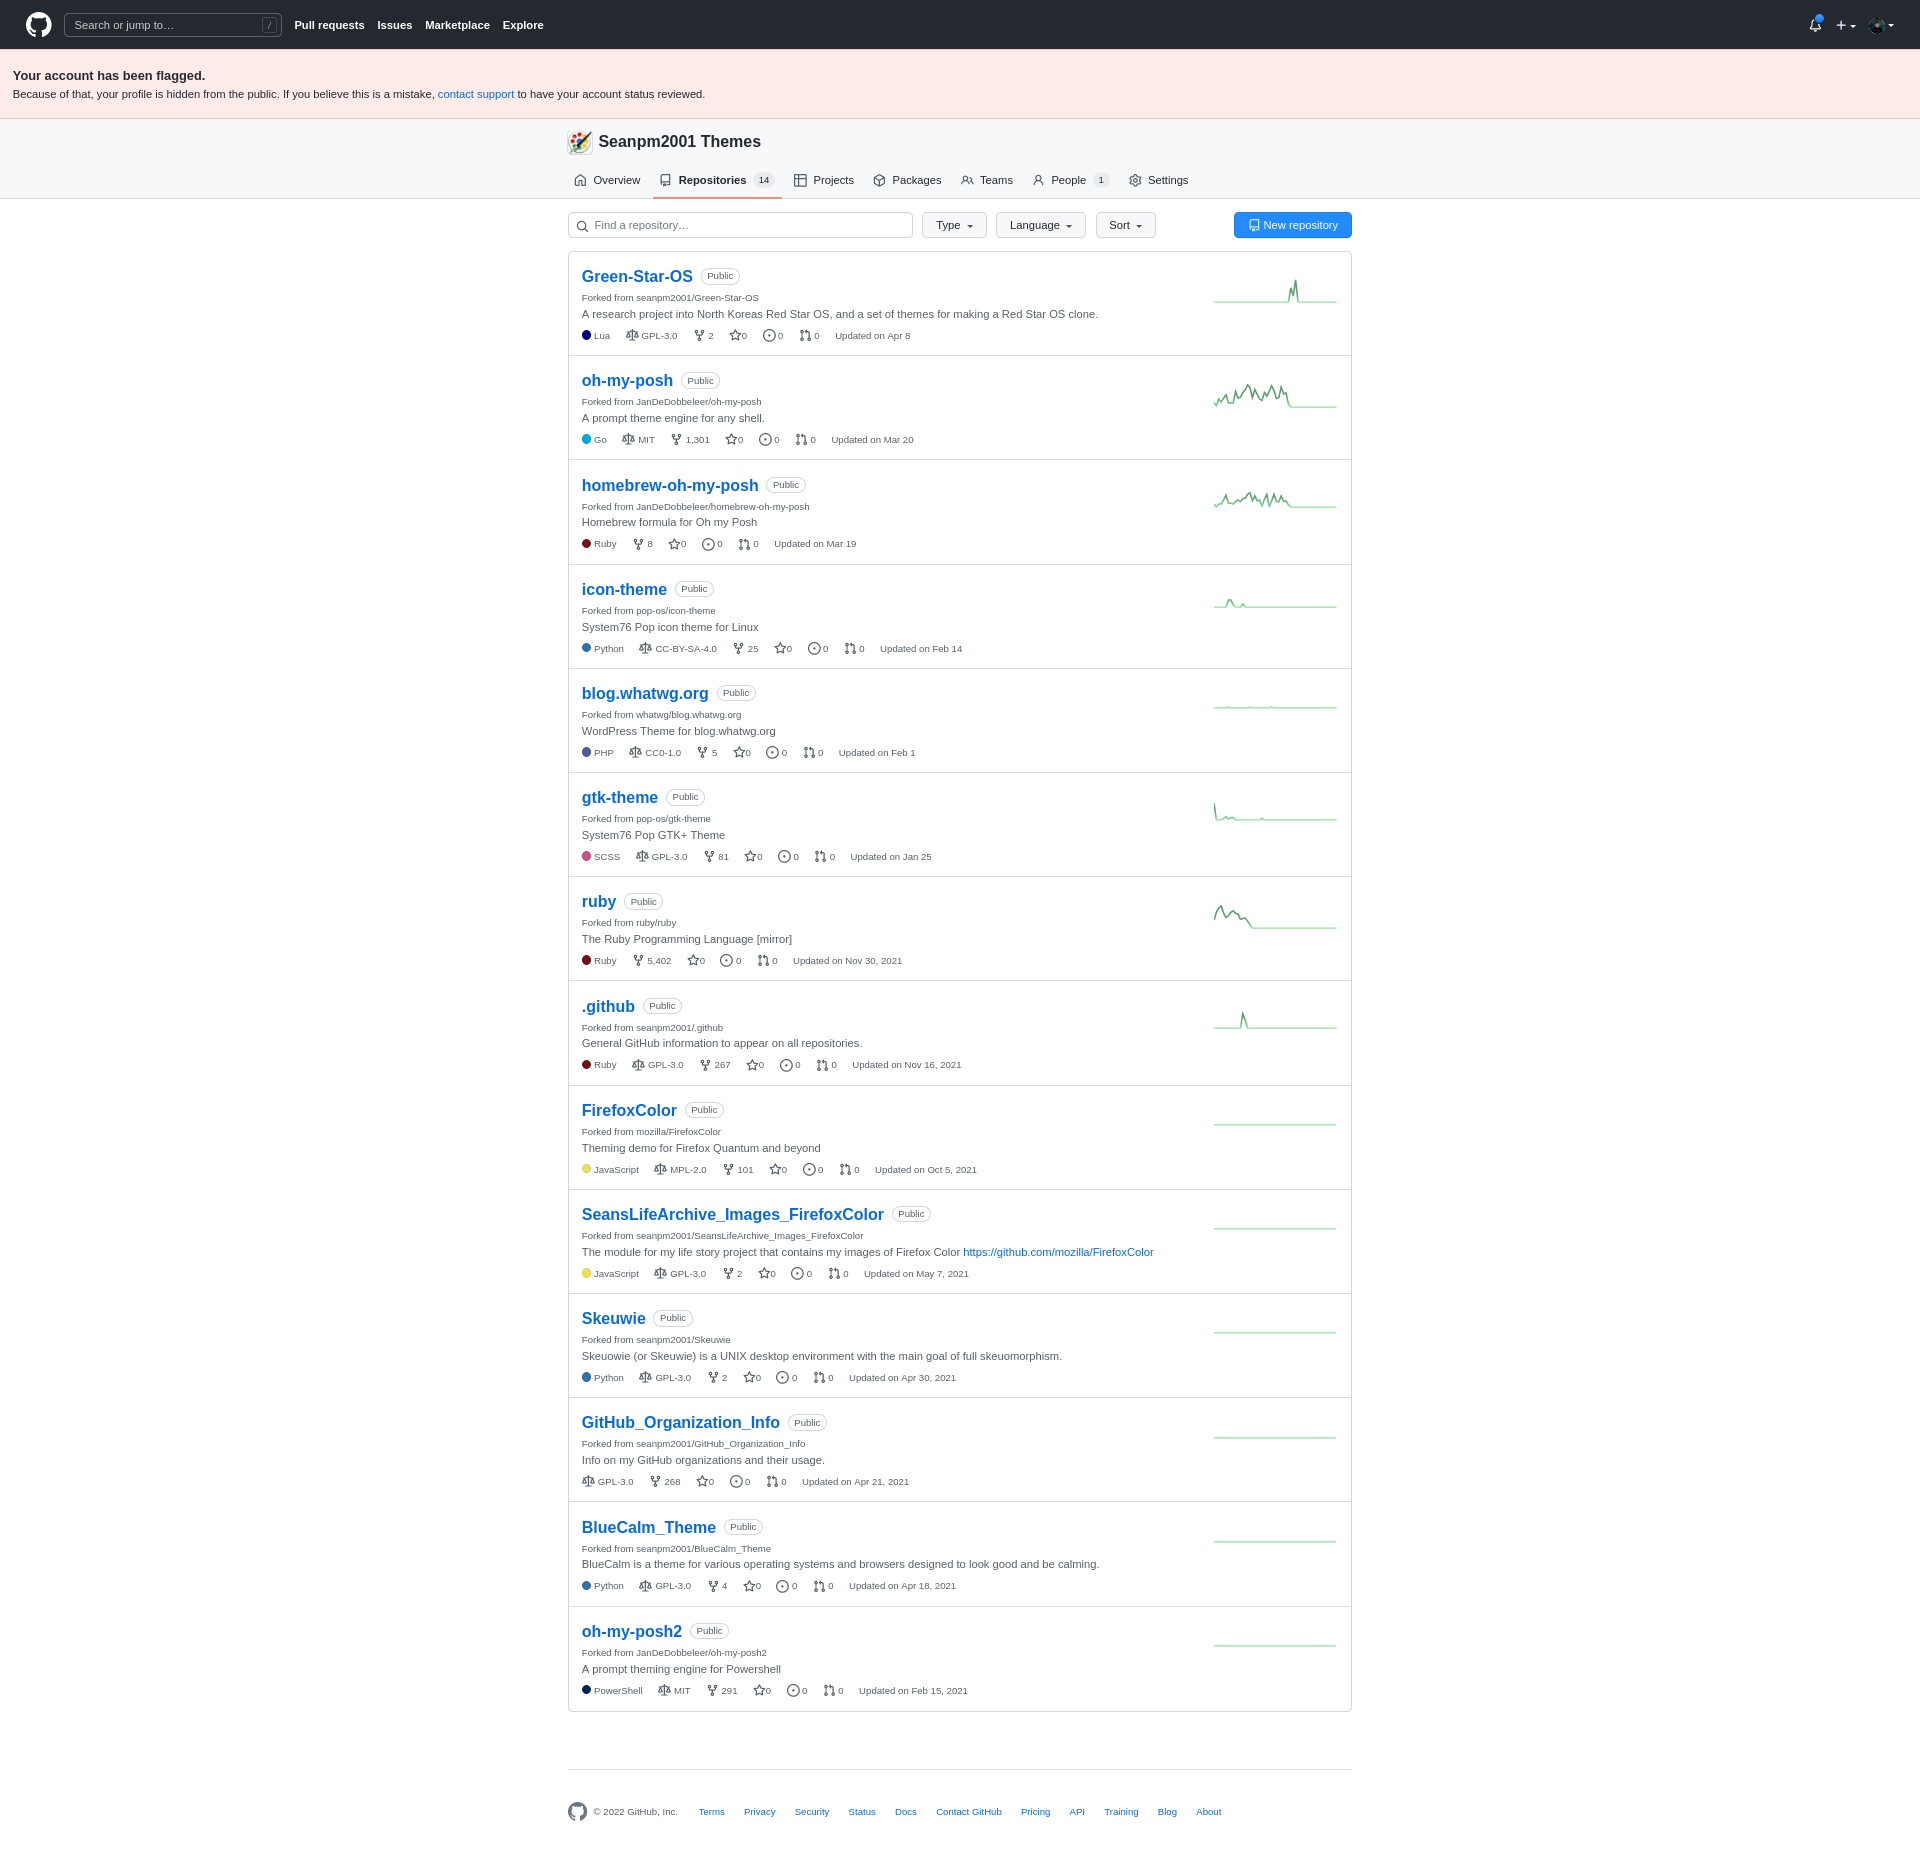 Search or jump to… /
Pull requests Issues Marketplace Explore
Your account has been flagged.
Because of that, your profile is hidden from the public. If you believe this is a mistake, contact support to have your account status reviewed.
Seanpm2001 Themes
Overview Repositories 14 Projects Packages Teams People 1 Settings
Find a repository… Type Language Sort New repository
Green-Star-OS Public
Forked from seanpm2001/Green-Star-OS
A research project into North Koreas Red Star OS, and a set of themes for making a Red Star OS clone.
Lua GPL-3.0 2 0 0 0 Updated on Apr 8
oh-my-posh Public
Forked from JanDeDobbeleer/oh-my-posh
A prompt theme engine for any shell.
Go MIT 1,301 0 0 0 Updated on Mar 20
homebrew-oh-my-posh Public
Forked from JanDeDobbeleer/homebrew-oh-my-posh
Homebrew formula for Oh my Posh
Ruby 8 0 0 0 Updated on Mar 19
icon-theme Public
Forked from pop-os/icon-theme
System76 Pop icon theme for Linux
Python CC-BY-SA-4.0 25 0 0 0 Updated on Feb 14
blog.whatwg.org Public
Forked from whatwg/blog.whatwg.org
WordPress Theme for blog.whatwg.org
PHP CC0-1.0 5 0 0 0 Updated on Feb 1
gtk-theme Public
Forked from pop-os/gtk-theme
System76 Pop GTK+ Theme
SCSS GPL-3.0 81 0 0 0 Updated on Jan 25
ruby Public
Forked from ruby/ruby
The Ruby Programming Language [mirror]
Ruby 5,402 0 0 0 Updated on Nov 30, 2021
.github Public
Forked from seanpm2001/.github
General GitHub information to appear on all repositories.
Ruby GPL-3.0 267 0 0 0 Updated on Nov 16, 2021
FirefoxColor Public
Forked from mozilla/FirefoxColor
Theming demo for Firefox Quantum and beyond
JavaScript MPL-2.0 101 0 0 0 Updated on Oct 5, 2021
SeansLifeArchive_Images_FirefoxColor Public
Forked from seanpm2001/SeansLifeArchive_Images_FirefoxColor
The module for my life story project that contains my images of Firefox Color https://github.com/mozilla/FirefoxColor
JavaScript GPL-3.0 2 0 0 0 Updated on May 7, 2021
Skeuwie Public
Forked from seanpm2001/Skeuwie
Skeuowie (or Skeuwie) is a UNIX desktop environment with the main goal of full skeuomorphism.
Python GPL-3.0 2 0 0 0 Updated on Apr 30, 2021
GitHub_Organization_Info Public
Forked from seanpm2001/GitHub_Organization_Info
Info on my GitHub organizations and their usage.
GPL-3.0 268 0 0 0 Updated on Apr 21, 2021
BlueCalm_Theme Public
Forked from seanpm2001/BlueCalm_Theme
BlueCalm is a theme for various operating systems and browsers designed to look good and be calming.
Python GPL-3.0 4 0 0 0 Updated on Apr 18, 2021
oh-my-posh2 Public
Forked from JanDeDobbeleer/oh-my-posh2
A prompt theming engine for Powershell
PowerShell MIT 291 0 0 0 Updated on Feb 15, 2021
© 2022 GitHub, Inc. Terms Privacy Security Status Docs Contact GitHub Pricing API Training Blog About